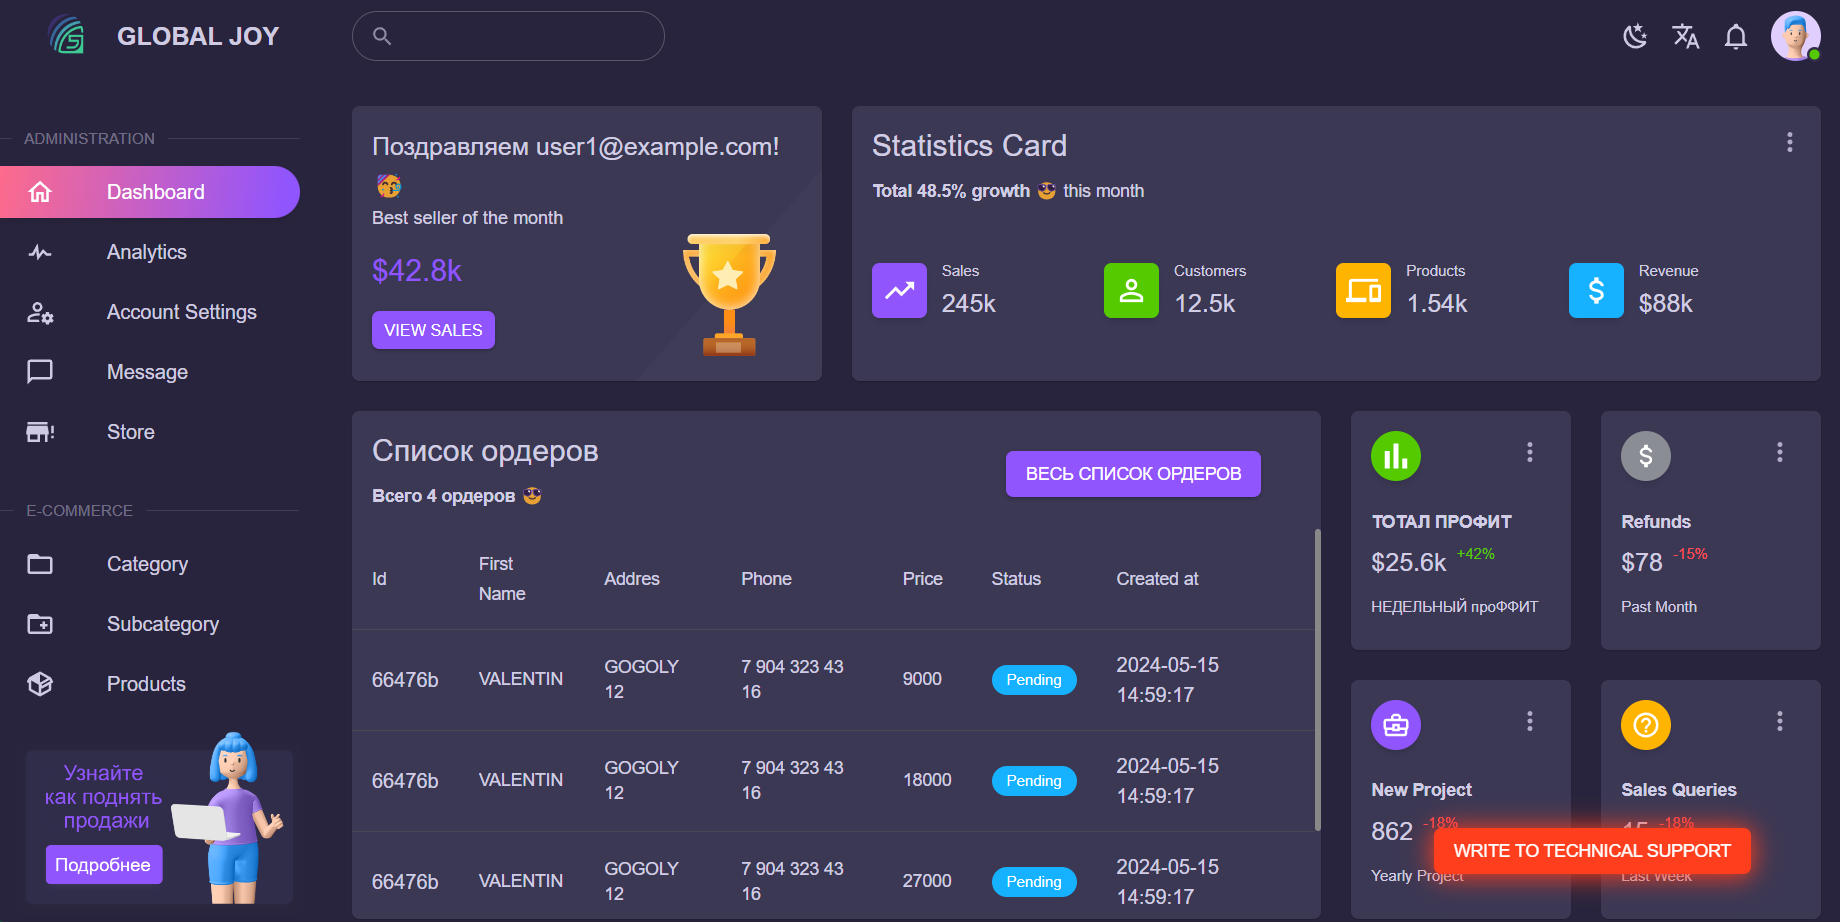 GLOBAL JOY
ADMINISTRATION
Dashboard
Analytics
Account Settings
Message
Store
E-COMMERCE
Category
Subcategory
Products
Узнайте
как поднять
продажи
Подробнее
Поздравляем user1@example.com!
🥳
Best seller of the month
$42.8k
VIEW SALES
Statistics Card
Total 48.5% growth 😎 this month
Sales
245k
Customers
12.5k
Products
1.54k
Revenue
$88k
Список ордеров
Всего 4 ордеров 😎
ВЕСЬ СПИСОК ОРДЕРОВ
Id
First
Name
Addres
Phone
Price
Status
Created at
66476b
VALENTIN
GOGOLY
12
7 904 323 43
16
9000
Pending
2024-05-15
14:59:17
66476b
VALENTIN
GOGOLY
12
7 904 323 43
16
18000
Pending
2024-05-15
14:59:17
66476b
VALENTIN
GOGOLY
12
7 904 323 43
16
27000
Pending
2024-05-15
14:59:17
ТОТАЛ ПРОФИТ
$25.6k +42%
НЕДЕЛЬНЫЙ проФФИТ
Refunds
$78 -15%
Past Month
New Project
862 -18%
Yearly Project
Sales Queries
15 -18%
Last Week
WRITE TO TECHNICAL SUPPORT